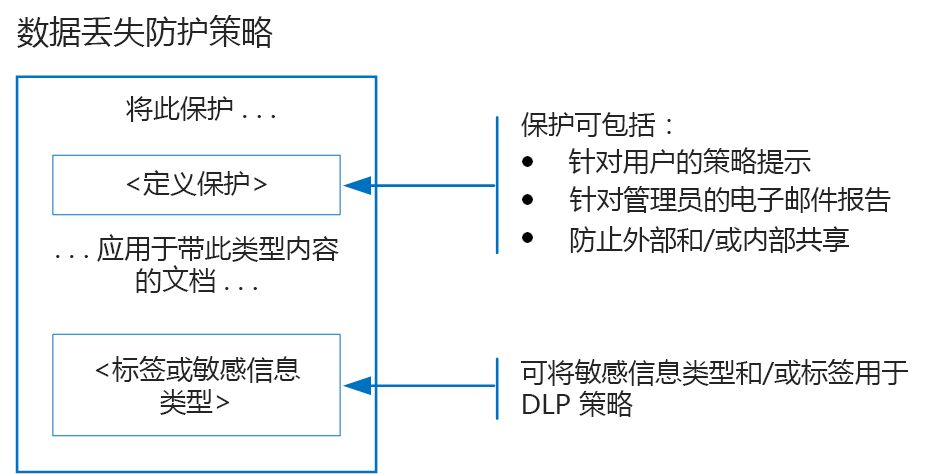 数据丢失防护策略
将此保护 . . .
<定义保护>
. . . 应用于带此类型内容
的文档 . . .
<标签或敏感信息
类型>
保护可包括：
• 针对用户的策略提示
• 针对管理员的电子邮件报告
• 防止外部和/或内部共享
可将敏感信息类型和/或标签用于
DLP 策略